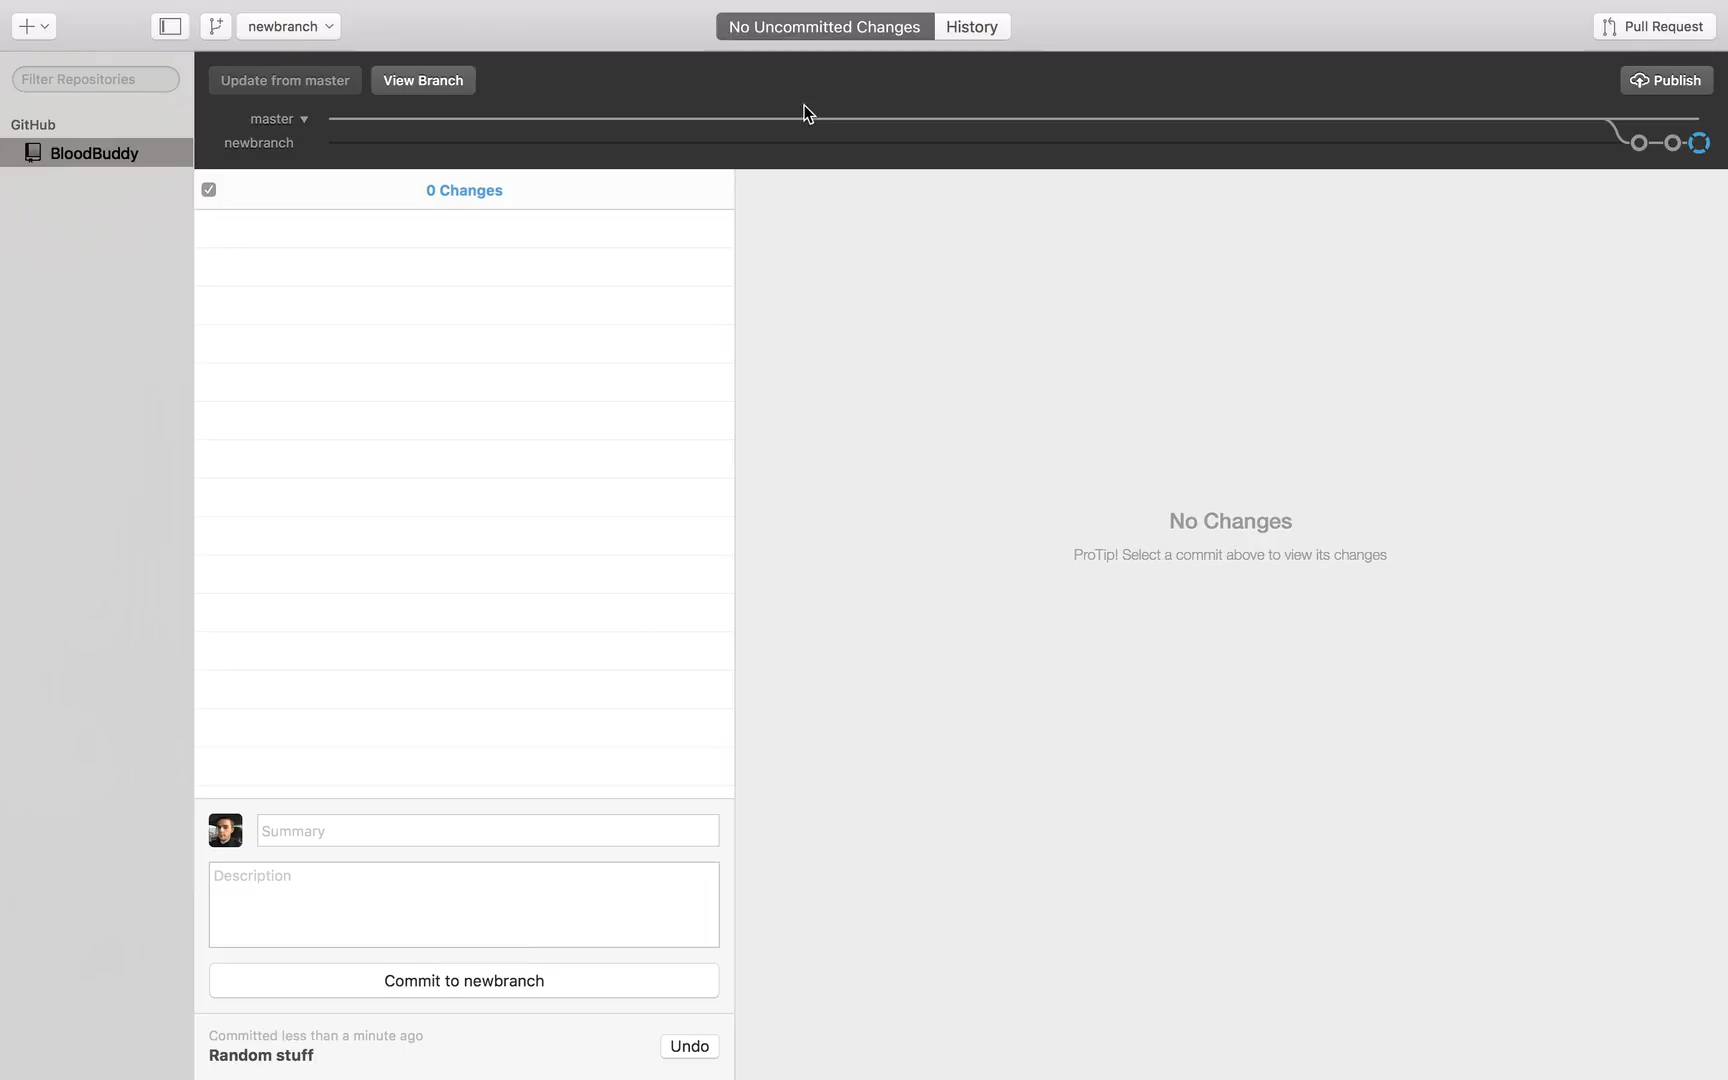 newbranch
No Uncommitted Changes
History
Pull Request
Filter Repositories
Update from master
View Branch
Publish
GitHub
master
newbranch
BloodBuddy
0 Changes
No Changes
ProTip! Select a commit above to view its changes
Summary
Description
Commit to newbranch
Committed less than a minute ago
Random stuff
Undo